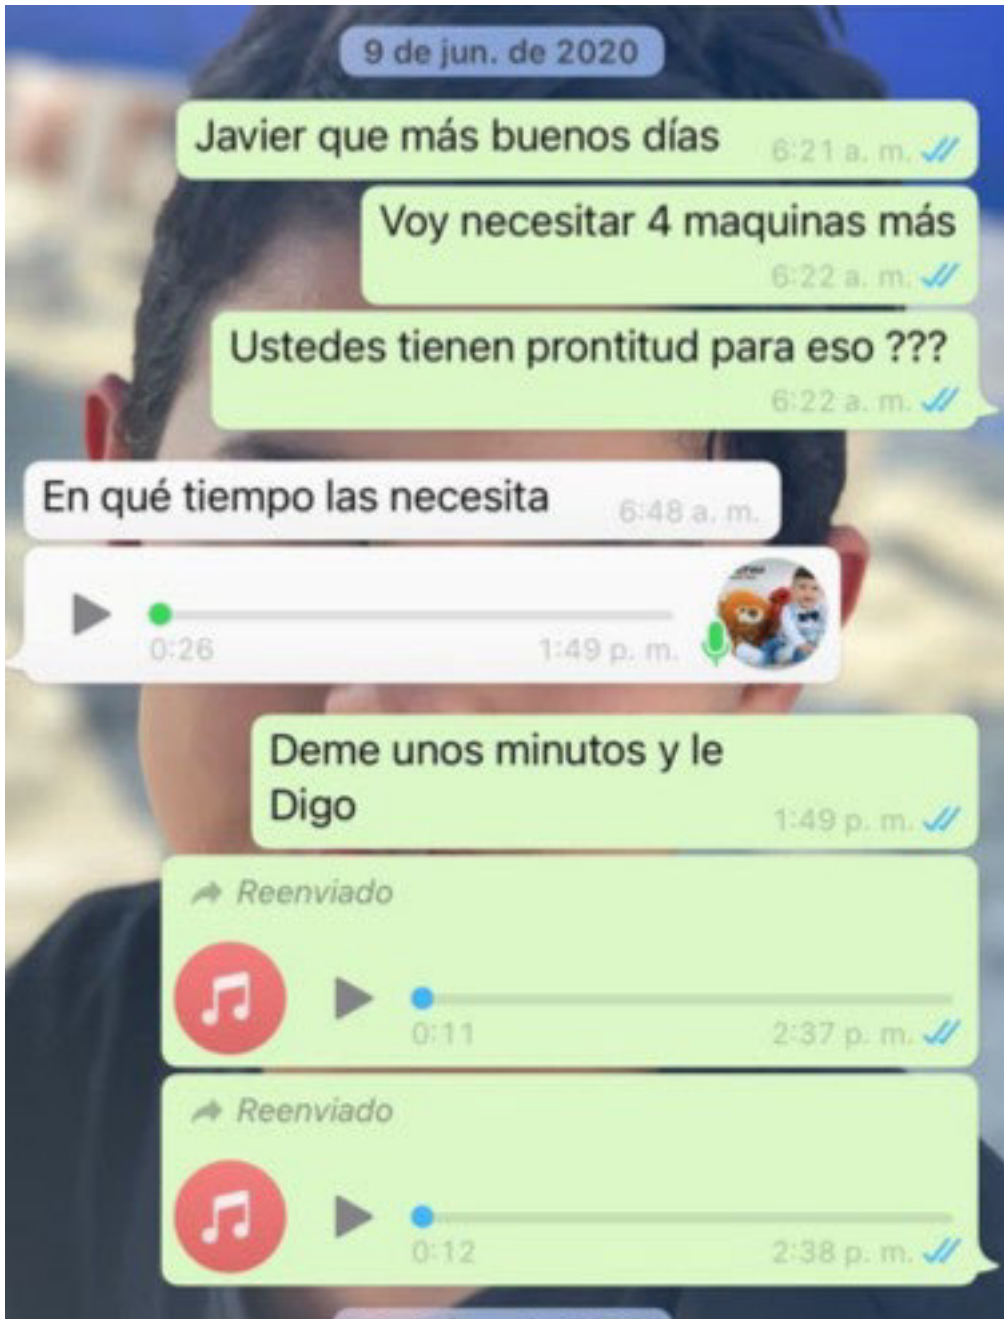 9 de jun. de 2020
Javier que más buenos días
6:21 a. m.
Voy necesitar 4 maquinas más
6:22 a. m.
Ustedes tienen prontitud para eso ???
6:22 a. m.
En qué tiempo las necesita
6:48 a. m.
0:26
1:49 p. m.
Deme unos minutos y le
Digo
1:49 p. m.
Reenviado
0:11
2:37 p. m.
Reenviado
0:12
2:38 p. m.